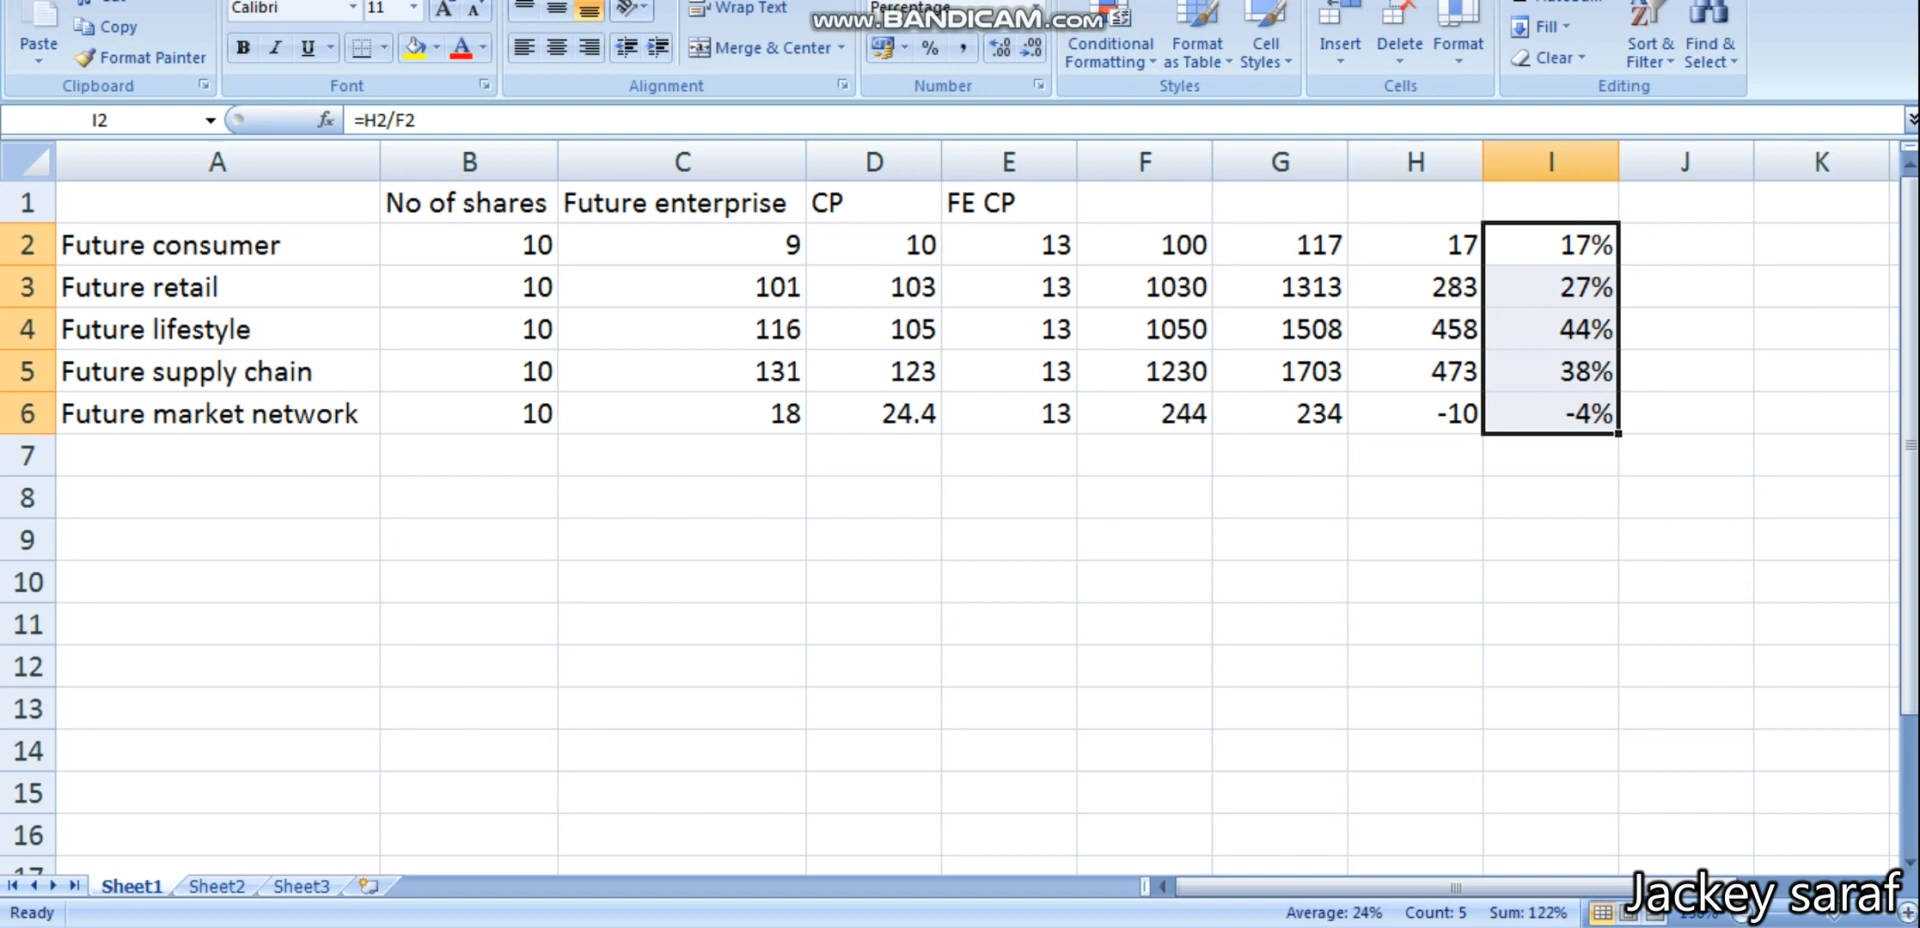 Calibri 11 A A Wrap Text Percentage
www.BANDICAM.com
Copy Fill
Paste B I U A Merge & Center % , .00 Conditional Format Cell Insert Delete Format Sort & Find &
Format Painter Formatting as Table Styles Clear Filter Select
Clipboard Font Alignment Number Styles Cells Editing
I2 fx =H2/F2
A B C D E F G H I J K
1 No of shares Future enterprise CP FE CP
2 Future consumer 10 9 10 13 100 117 17 17%
3 Future retail 10 101 103 13 1030 1313 283 27%
4 Future lifestyle 10 116 105 13 1050 1508 458 44%
5 Future supply chain 10 131 123 13 1230 1703 473 38%
6 Future market network 10 18 24.4 13 244 234 -10 -4%
7
8
9
10
11
12
13
14
15
16
17
Sheet1 Sheet2 Sheet3
Jackey saraf
Ready Average: 24% Count: 5 Sum: 122%